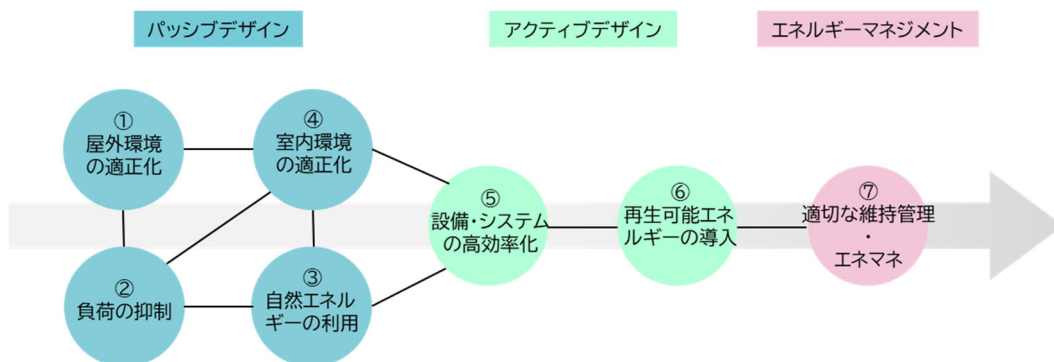 パッシブデザイン
アクティブデザイン
エネルギーマネジメント
①
屋外環境
の適正化
④
室内環境
の適正化
②
負荷の抑制
③
自然エネル
ギーの利用
⑤
設備・システム
の高効率化
⑥
再生可能エネ
ルギーの導入
⑦
適切な維持管理
・
エネマネ